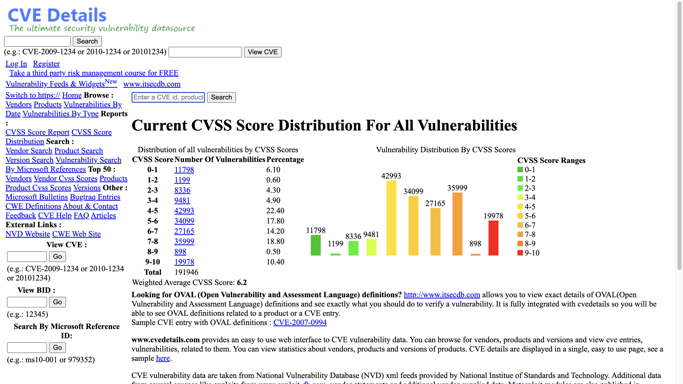 CVE Details
The ultimate security vulnerability datasource
Search
(e.g.: CVE-2009-1234 or 2010-1234 or 20101234)
View CVE
Log In Register
Take a third party risk management course for FREE
Vulnerability Feeds & WidgetsNew www.itsecdb.com
Switch to https:// Home Browse :
Vendors Products Vulnerabilities By
Date Vulnerabilities By Type Reports
:
CVSS Score Report CVSS Score
Distribution Search :
Vendor Search Product Search
Version Search Vulnerability Search
By Microsoft References Top 50 :
Vendors Vendor Cvss Scores Products
Product Cvss Scores Versions Other :
Microsoft Bulletins Bugtraq Entries
CWE Definitions About & Contact
Feedback CVE Help FAQ Articles
External Links :
NVD Website CWE Web Site
View CVE :
Go
(e.g.: CVE-2009-1234 or 2010-1234
or 20101234)
View BID :
Go
(e.g.: 12345)
Search By Microsoft Reference
ID:
Go
(e.g.: ms10-001 or 979352)
Enter a CVE id, product
Search
Current CVSS Score Distribution For All Vulnerabilities
Distribution of all vulnerabilities by CVSS Scores
CVSS Score Number Of Vulnerabilities Percentage
0-1 11798 6.10
1-2 1199 0.60
2-3 8336 4.30
3-4 9481 4.90
4-5 42993 22.40
5-6 34099 17.80
6-7 27165 14.20
7-8 35999 18.80
8-9 898 0.50
9-10 19978 10.40
Total 191946
Weighted Average CVSS Score: 6.2
Vulnerability Distribution By CVSS Scores
11798
1199
8336
9481
42993
34099
27165
35999
898
19978
CVSS Score Ranges
0-1
1-2
2-3
3-4
4-5
5-6
6-7
7-8
8-9
9-10
Looking for OVAL (Open Vulnerability and Assessment Language) definitions? http://www.itsecdb.com allows you to view exact details of OVAL(Open
Vulnerability and Assessment Language) definitions and see exactly what you should do to verify a vulnerability. It is fully integrated with cvedetails so you will be
able to see OVAL definitions related to a product or a CVE entry.
Sample CVE entry with OVAL definitions : CVE-2007-0994
www.cvedetails.com provides an easy to use web interface to CVE vulnerability data. You can browse for vendors, products and versions and view cve entries,
vulnerabilities, related to them. You can view statistics about vendors, products and versions of products. CVE details are displayed in a single, easy to use page, see a
sample here.
CVE vulnerability data are taken from National Vulnerability Database (NVD) xml feeds provided by National Institue of Standards and Technology. Additional data